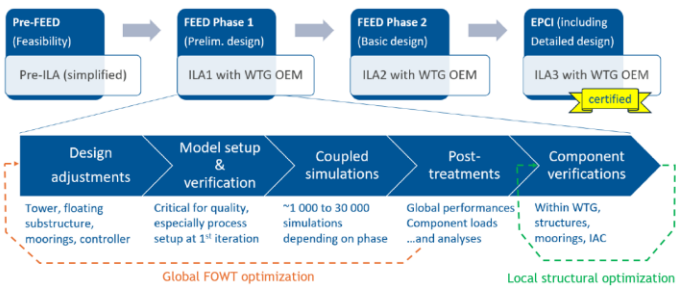 Pre-FEED
(Feasibility)
Pre-ILA (simplified)
FEED Phase 1
(Prelim. design)
ILA1 with WTG OEM
FEED Phase 2
(Basic design)
ILA2 with WTG OEM
EPCI (including
Detailed design)
ILA3 with WTG OEM
certified
Design
adjustments
Model setup
&
verification
Coupled
simulations
Post-
treatments
Component
verifications
Tower, floating
substructure,
moorings, controller
Critical for quality,
especially process
setup at 1st iteration
~1 000 to 30 000
simulations
depending on phase
Global performances
Component loads
...and analyses
Within WTG,
structures,
moorings, IAC
Global FOWT optimization
Local structural optimization